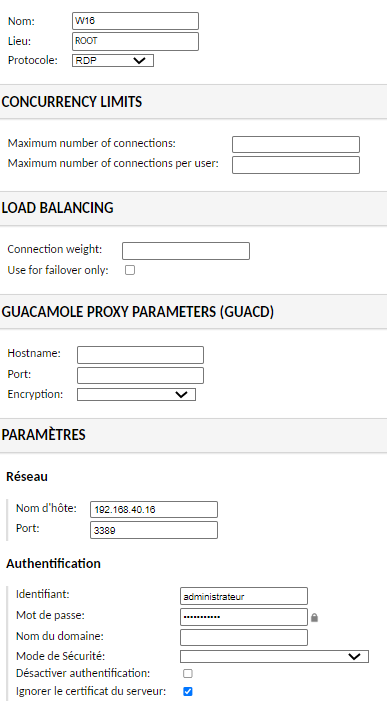 Nom: W16
Lieu: ROOT
Protocole: RDP
CONCURRENCY LIMITS
Maximum number of connections:
Maximum number of connections per user:
LOAD BALANCING
Connection weight:
Use for failover only:
GUACAMOLE PROXY PARAMETERS (GUACD)
Hostname:
Port:
Encryption:
PARAMÈTRES
Réseau
Nom d'hôte: 192.168.40.16
Port: 3389
Authentification
Identifiant: administrateur
Mot de passe: •••••••••••
Nom du domaine:
Mode de Sécurité:
Désactiver authentification:
Ignorer le certificat du serveur: